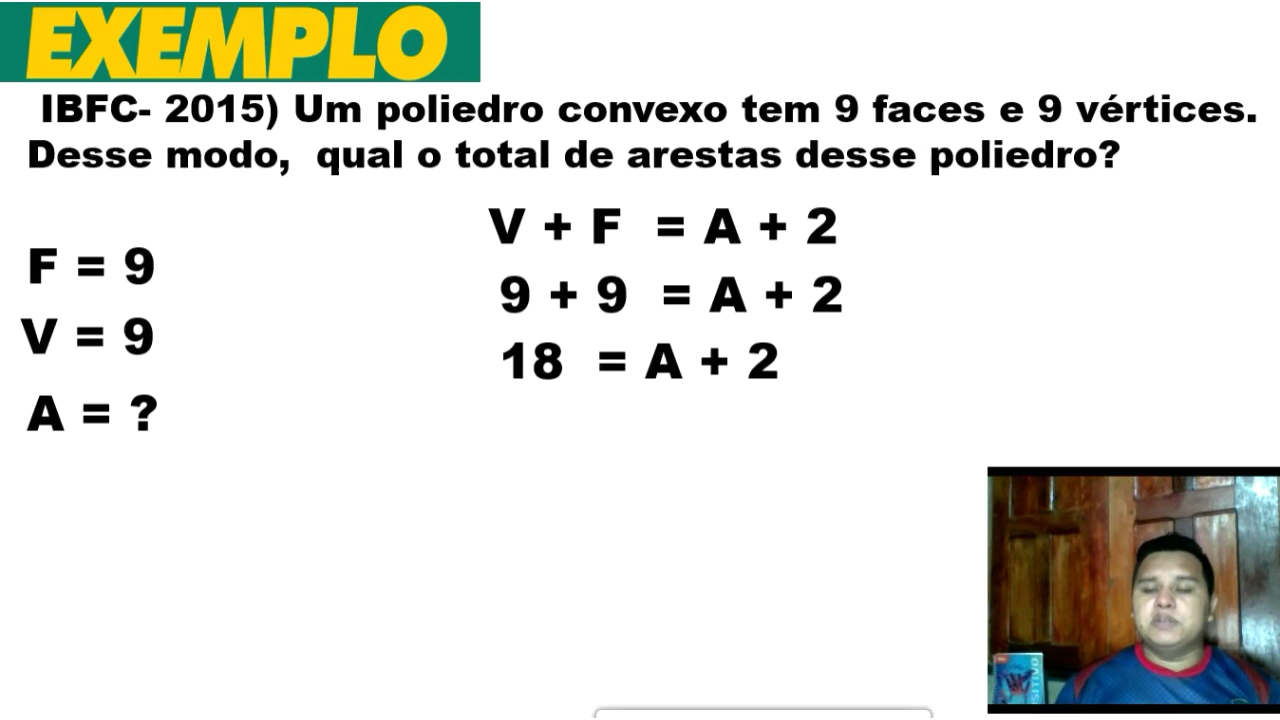 EXEMPLO
IBFC- 2015) Um poliedro convexo tem 9 faces e 9 vértices.
Desse modo, qual o total de arestas desse poliedro?
V + F = A + 2
F = 9
9 + 9 = A + 2
V = 9
18 = A + 2
A = ?